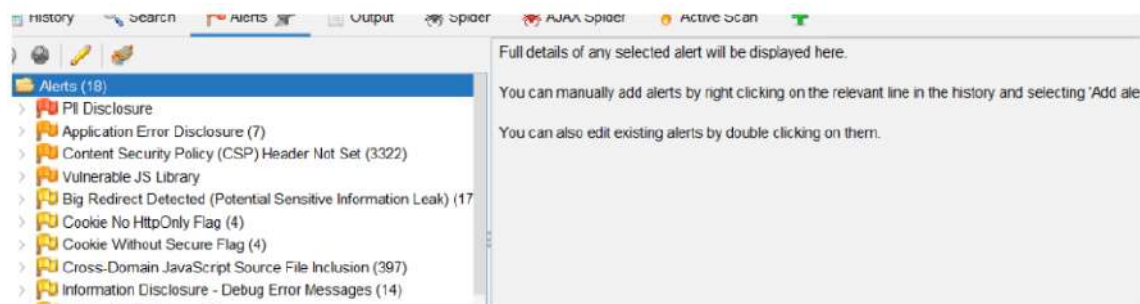 History Search Alerts Output Spider AJAX Spider Active Scan
Alerts (18)
PII Disclosure
Application Error Disclosure (7)
Content Security Policy (CSP) Header Not Set (3322)
Vulnerable JS Library
Big Redirect Detected (Potential Sensitive Information Leak) (17
Cookie No HttpOnly Flag (4)
Cookie Without Secure Flag (4)
Cross-Domain JavaScript Source File Inclusion (397)
Information Disclosure - Debug Error Messages (14)
Full details of any selected alert will be displayed here.
You can manually add alerts by right clicking on the relevant line in the history and selecting 'Add ale
You can also edit existing alerts by double clicking on them.